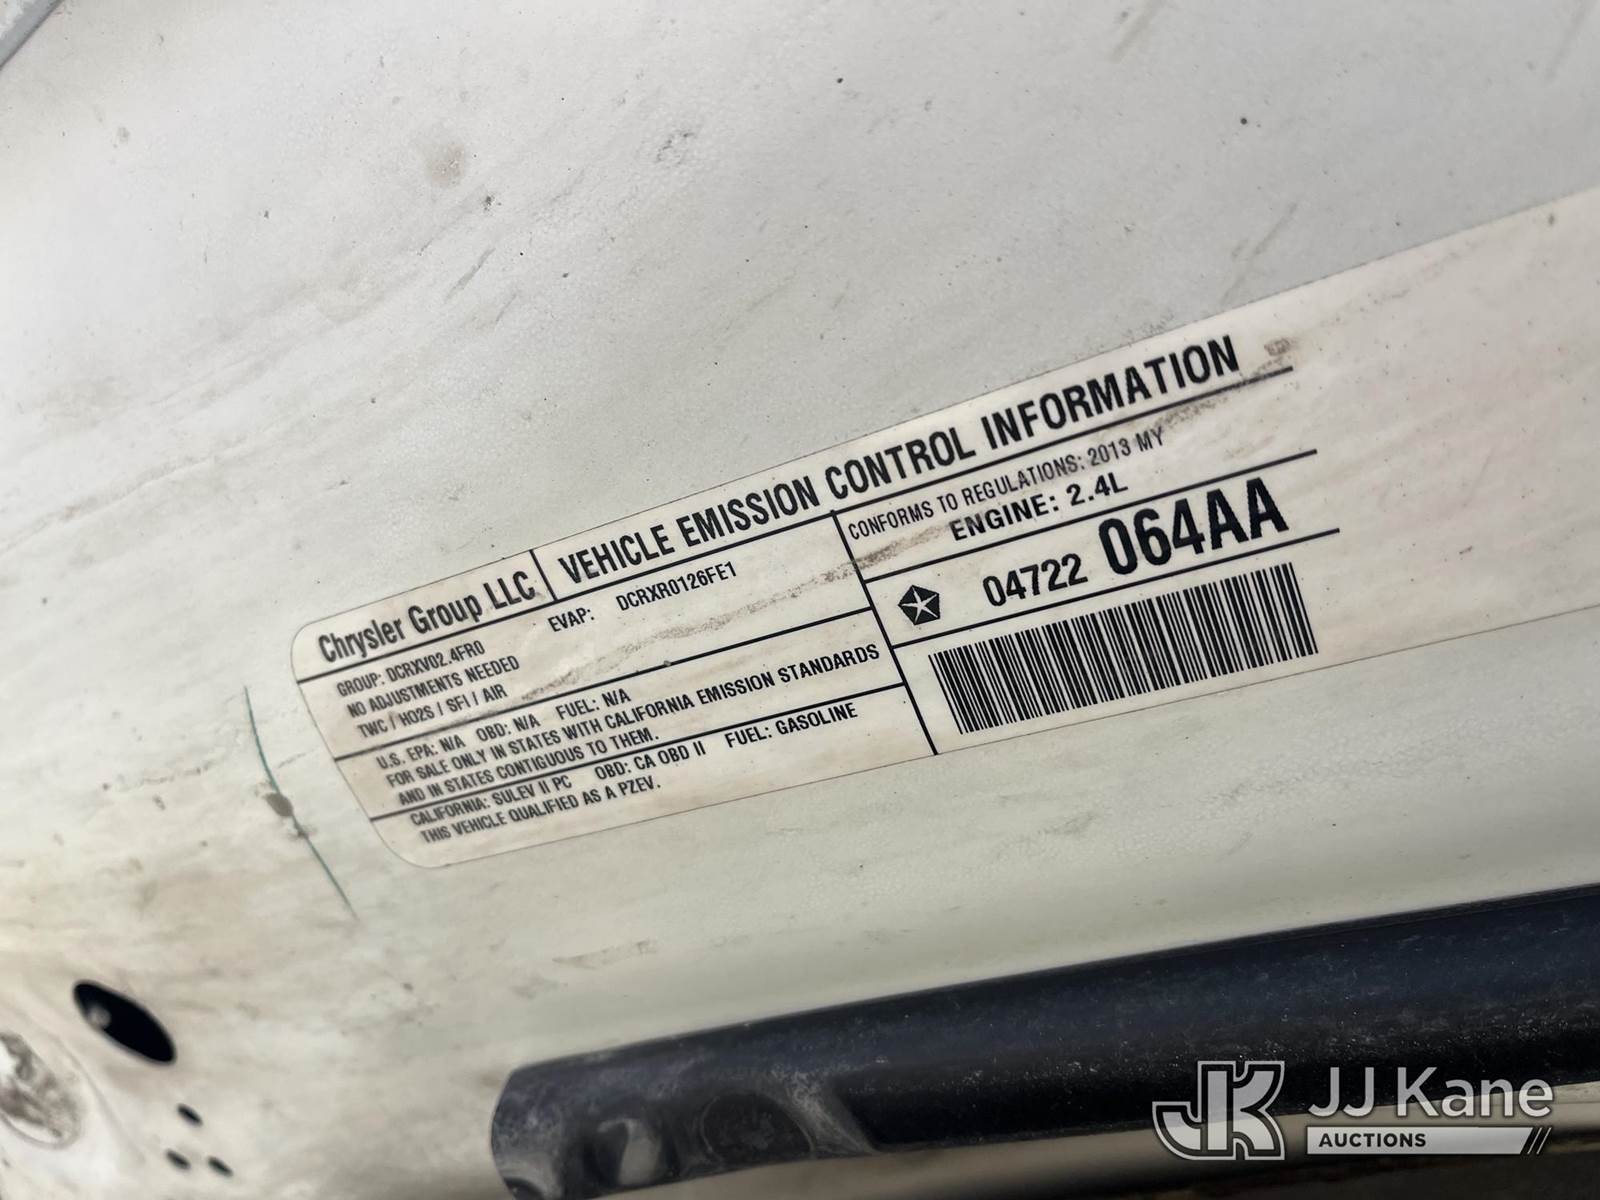 Chrysler Group LLC VEHICLE EMISSION CONTROL INFORMATION
GROUP: DCRXV02.4FR0 EVAP: DCRXR0126FE1
NO ADJUSTMENTS NEEDED
TWC / HO2S / SFI / AIR
U.S. EPA: N/A OBD: N/A FUEL: N/A
FOR SALE ONLY IN STATES WITH CALIFORNIA EMISSION STANDARDS
AND IN STATES CONTIGUOUS TO THEM.
CALIFORNIA: SULEV II PC OBD: CA OBD II FUEL: GASOLINE
THIS VEHICLE QUALIFIED AS A PZEV.
CONFORMS TO REGULATIONS: 2013 MY
ENGINE: 2.4L
04722 064AA
JK JJ Kane
AUCTIONS